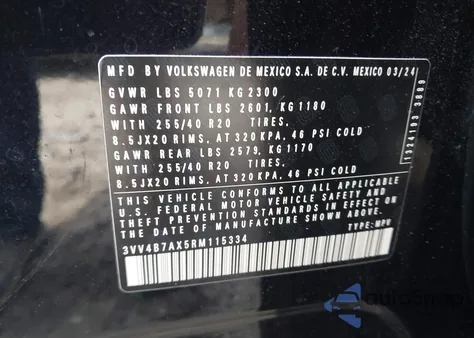 MFD BY VOLKSWAGEN DE MEXICO S.A. DE C.V. MEXICO 03/24
GVWR LBS 5071 KG 2300
GAWR FRONT LBS 2601, KG 1180
WITH 255/40 R20 TIRES,
8.5JX20 RIMS, AT 320 KPA, 46 PSI COLD
GAWR REAR LBS 2579, KG 1170
WITH 255/40 R20 TIRES,
8.5JX20 RIMS, AT 320 KPA, 46 PSI COLD
THIS VEHICLE CONFORMS TO ALL APPLICABLE
U.S. FEDERAL MOTOR VEHICLE SAFETY AND
THEFT PREVENTION STANDARDS IN EFFECT ON
THE DATE OF MANUFACTURE SHOWN ABOVE.
3VV4B7AX5RM115334
TYPE: MPV
1324193 3889